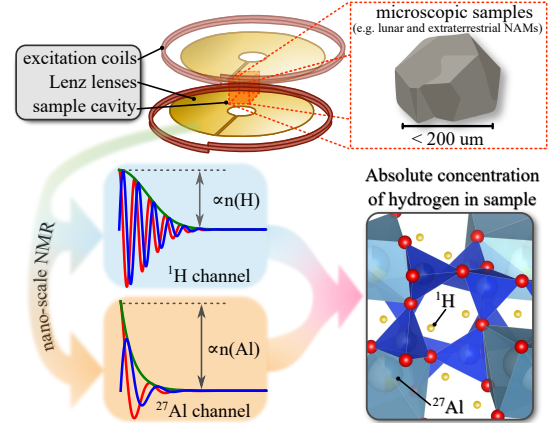 microscopic samples
(e.g. lunar and extraterrestrial NAMs)
excitation coils
Lenz lenses
sample cavity
< 200 um
nano-scale NMR
∝n(H)
¹H channel
∝n(Al)
²⁷Al channel
Absolute concentration
of hydrogen in sample
¹H
²⁷Al